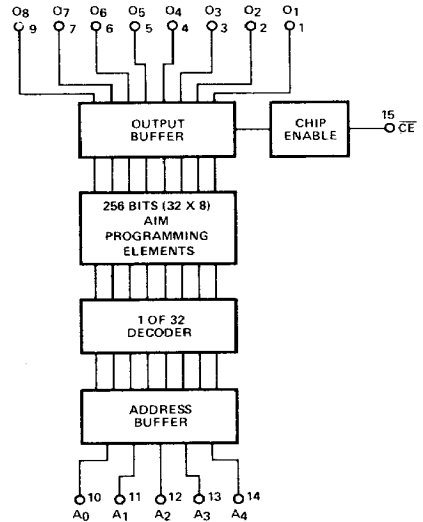 O8 O7 O6 O5 O4 O3 O2 O1
9 7 6 5 4 3 2 1
OUTPUT
BUFFER
CHIP
ENABLE
15
C̅E̅
256 BITS (32 X 8)
AIM
PROGRAMMING
ELEMENTS
1 OF 32
DECODER
ADDRESS
BUFFER
10 11 12 13 14
A0 A1 A2 A3 A4